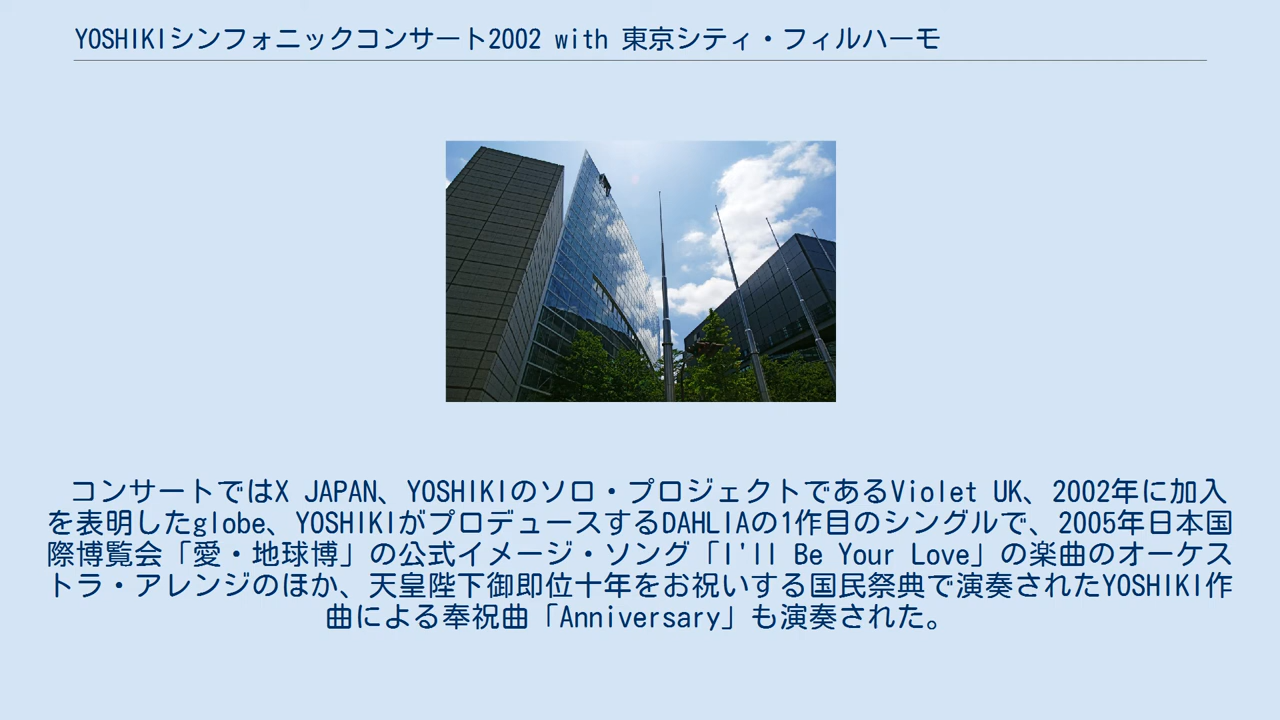 YOSHIKIシンフォニックコンサート2002 with 東京シティ・フィルハーモ
コンサートではX JAPAN、YOSHIKIのソロ・プロジェクトであるViolet UK、2002年に加入
を表明したglobe、YOSHIKIがプロデュースするDAHLIAの1作目のシングルで、2005年日本国
際博覧会「愛・地球博」の公式イメージ・ソング「I'll Be Your Love」の楽曲のオーケス
トラ・アレンジのほか、天皇陛下御即位十年をお祝いする国民祭典で演奏されたYOSHIKI作
曲による奉祝曲「Anniversary」も演奏された。